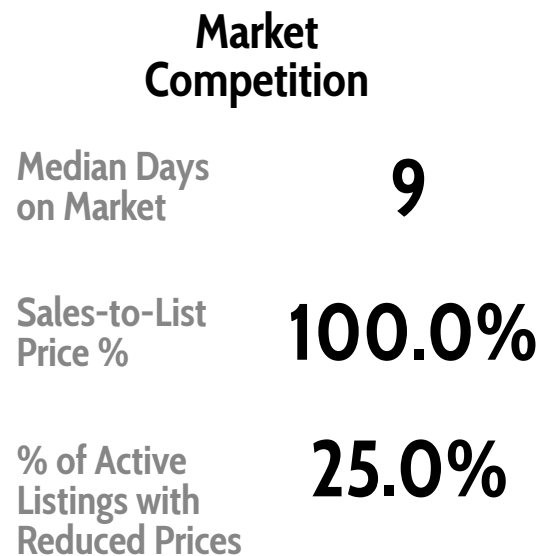 Market
Competition
Median Days
on Market
9
Sales-to-List
Price %
100.0%
% of Active
Listings with
Reduced Prices
25.0%